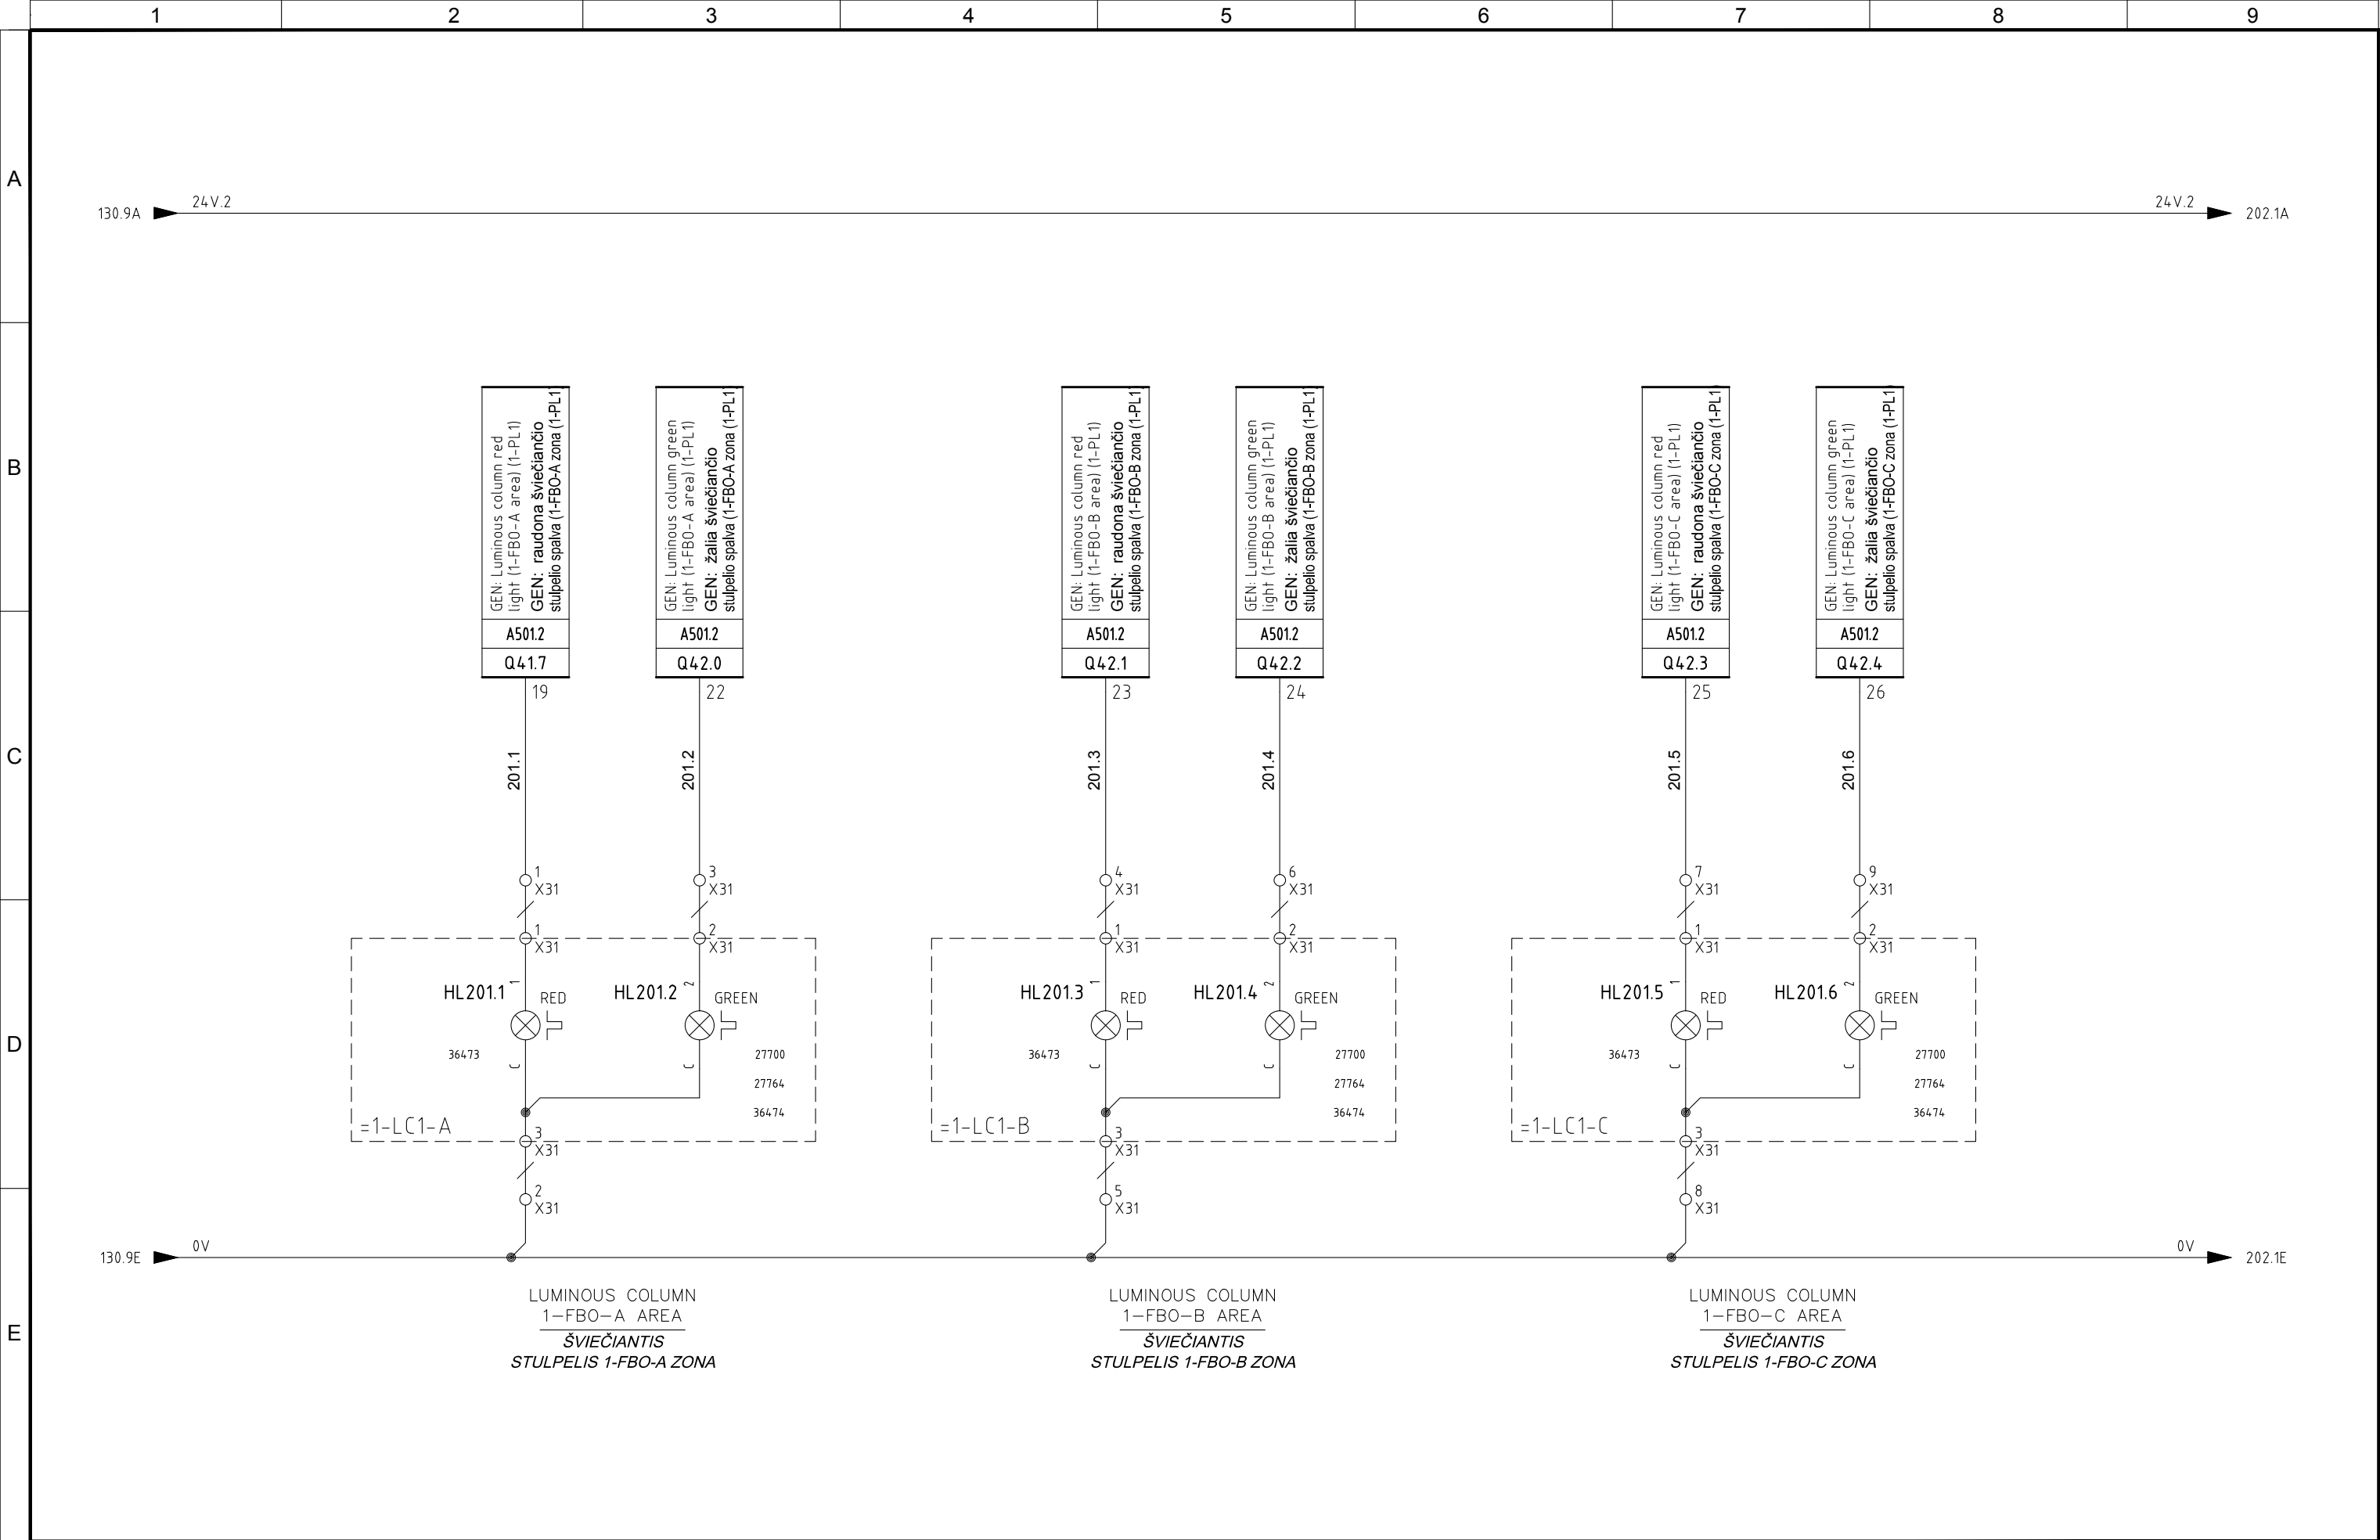 1 2 3 4 5 6 7 8 9
A
B
C
D
E
130.9A 24V.2 24V.2 202.1A
GEN: Luminous column red
light (1-FBO-A area) (1-PL1)
GEN: raudona šviečiančio
stulpelio spalva (1-FBO-A zona (1-PL1)
A501.2
Q41.7
19
GEN: Luminous column green
light (1-FBO-A area) (1-PL1)
GEN: žalia šviečiančio
stulpelio spalva (1-FBO-A zona (1-PL1)
A501.2
Q42.0
22
GEN: Luminous column red
light (1-FBO-B area) (1-PL1)
GEN: raudona šviečiančio
stulpelio spalva (1-FBO-B zona (1-PL1)
A501.2
Q42.1
23
GEN: Luminous column green
light (1-FBO-B area) (1-PL1)
GEN: žalia šviečiančio
stulpelio spalva (1-FBO-B zona (1-PL1)
A501.2
Q42.2
24
GEN: Luminous column red
light (1-FBO-C area) (1-PL1)
GEN: raudona šviečiančio
stulpelio spalva (1-FBO-C zona (1-PL1)
A501.2
Q42.3
25
GEN: Luminous column green
light (1-FBO-C area) (1-PL1)
GEN: žalia šviečiančio
stulpelio spalva (1-FBO-C zona (1-PL1)
A501.2
Q42.4
26
201.1 201.2 201.3 201.4 201.5 201.6
1 3 4 6 7 9
X31 X31 X31 X31 X31 X31
1 2 1 2 1 2
X31 X31 X31 X31 X31 X31
HL201.1 1 RED HL201.2 2 GREEN HL201.3 1 RED HL201.4 2 GREEN HL201.5 1 RED HL201.6 2 GREEN
36473 27700 36473 27700 36473 27700
C C C C C C
27764 27764 27764
36474 36474 36474
=1-LC1-A =1-LC1-B =1-LC1-C
3 3 3
X31 X31 X31
2 5 8
X31 X31 X31
130.9E 0V 0V 202.1E
LUMINOUS COLUMN
1-FBO-A AREA
ŠVIEČIANTIS
STULPELIS 1-FBO-A ZONA
LUMINOUS COLUMN
1-FBO-B AREA
ŠVIEČIANTIS
STULPELIS 1-FBO-B ZONA
LUMINOUS COLUMN
1-FBO-C AREA
ŠVIEČIANTIS
STULPELIS 1-FBO-C ZONA